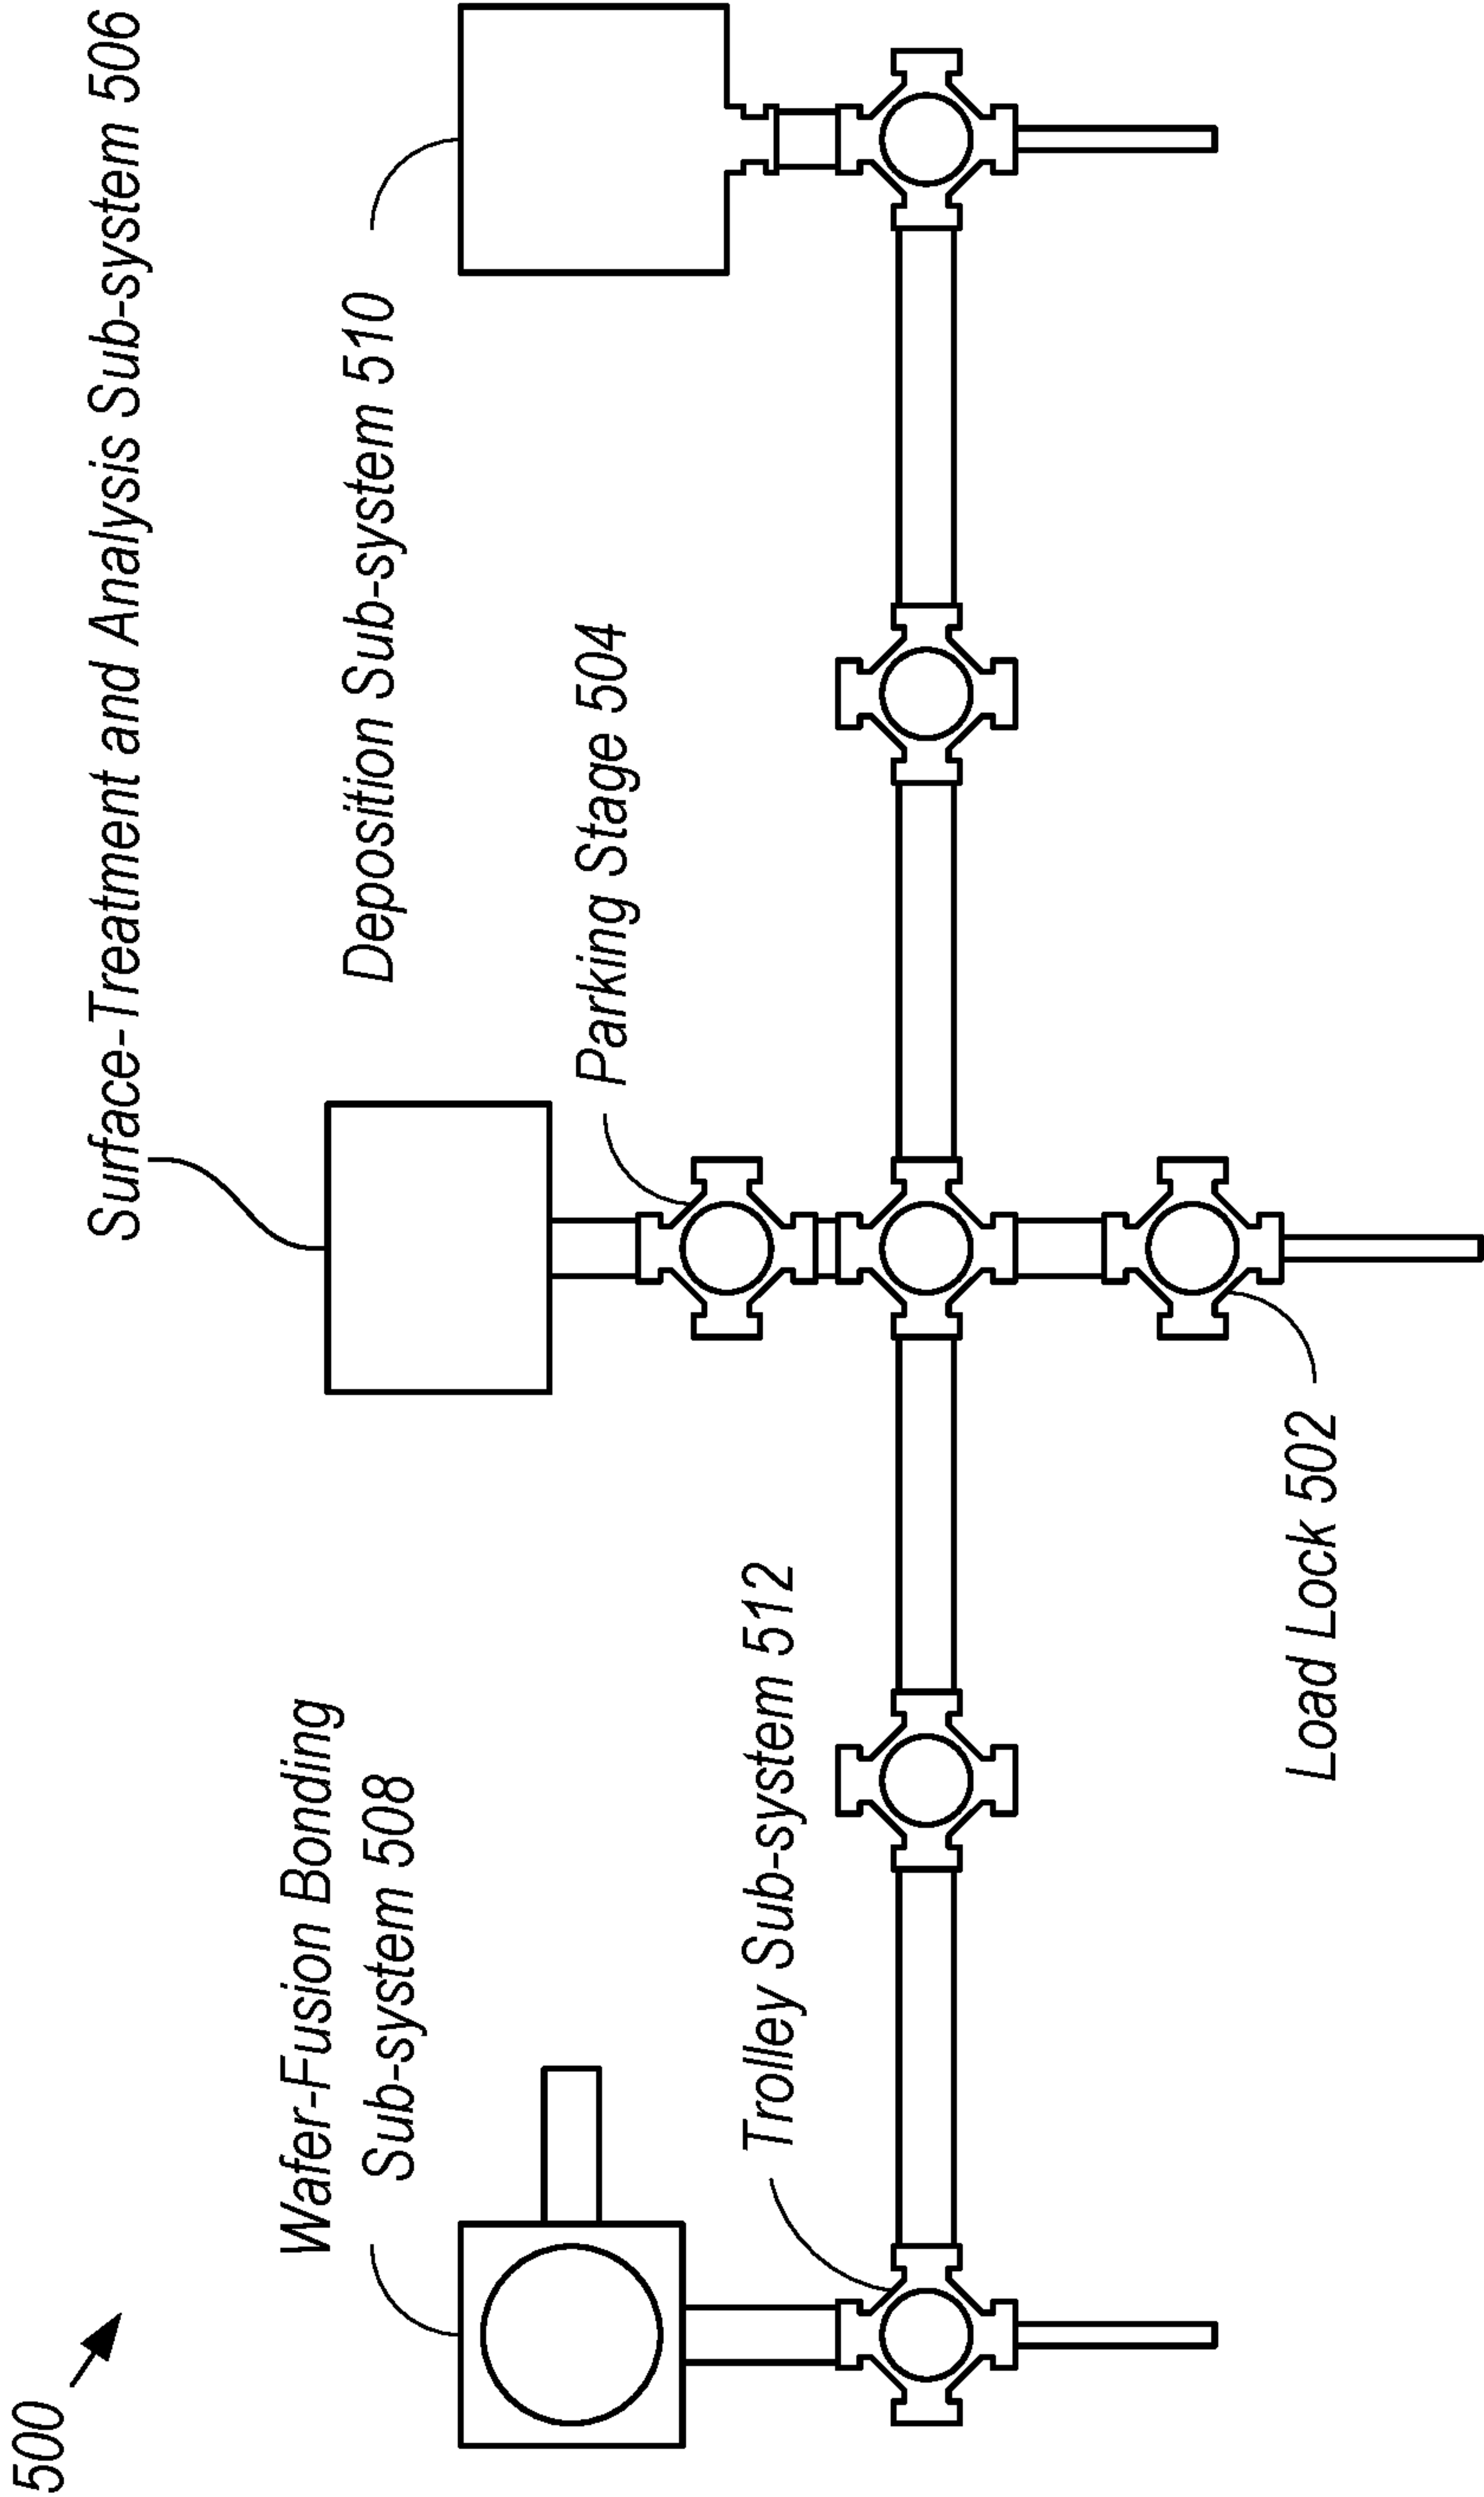 500
Wafer-Fusion Bonding
Sub-system 508
Surface-Treatment and Analysis Sub-system 506
Deposition Sub-system 510
Parking Stage 504
Trolley Sub-system 512
Load Lock 502